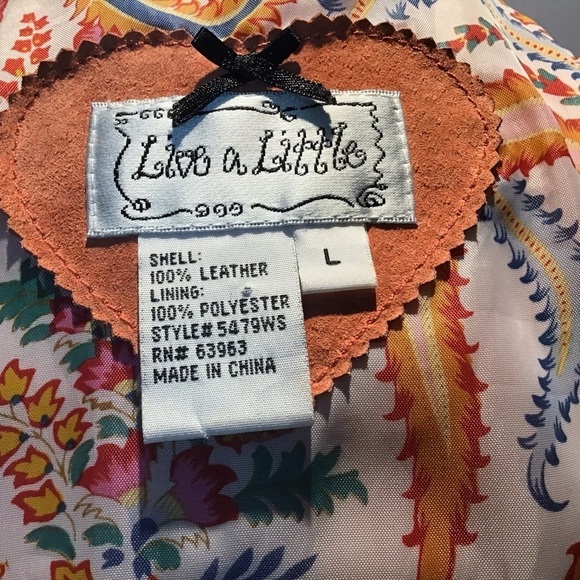 Live a Little
L
SHELL:
100% LEATHER
LINING:
100% POLYESTER
STYLE# 5479WS
RN# 63963
MADE IN CHINA